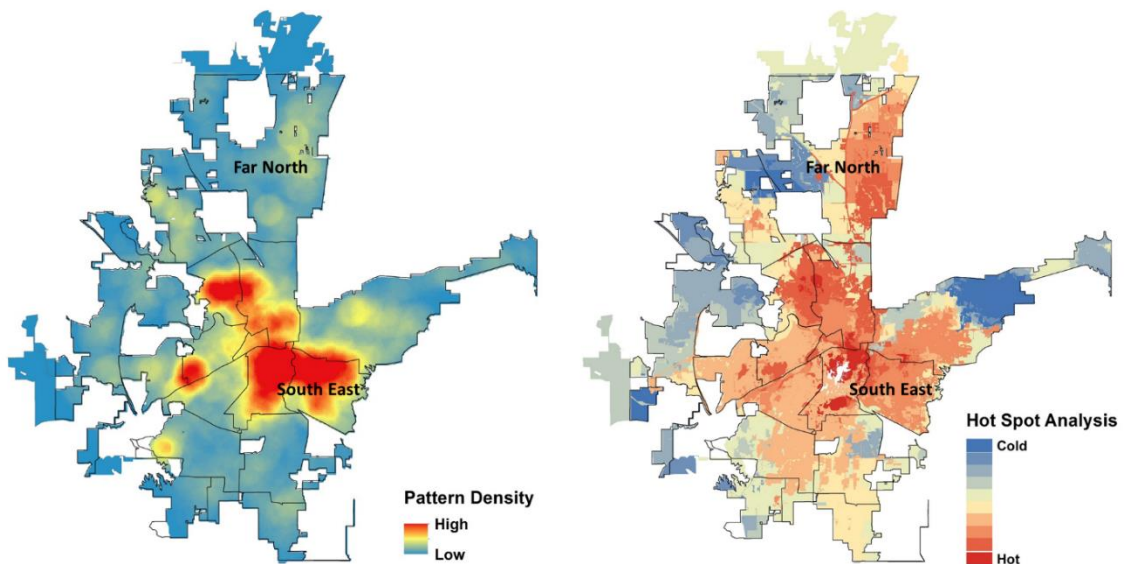 Far North
South East
Pattern Density
High
Low
Far North
South East
Hot Spot Analysis
Cold
Hot